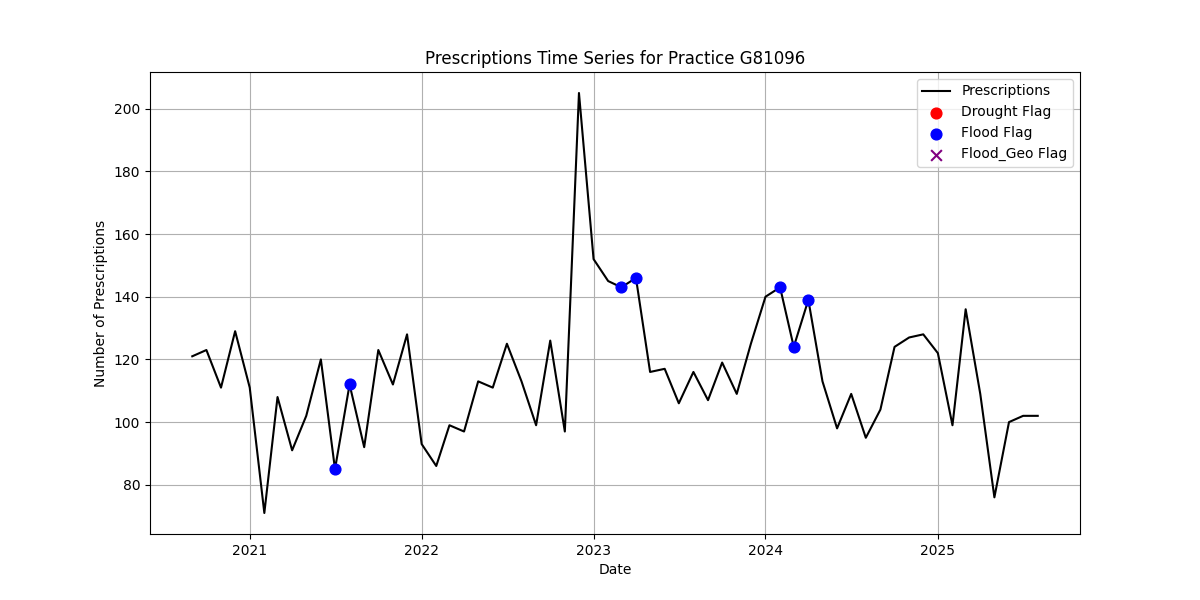 Prescriptions Time Series for Practice G81096
Number of Prescriptions
200
180
160
140
120
100
80
Prescriptions
Drought Flag
Flood Flag
Flood_Geo Flag
2021
2022
2023
2024
2025
Date